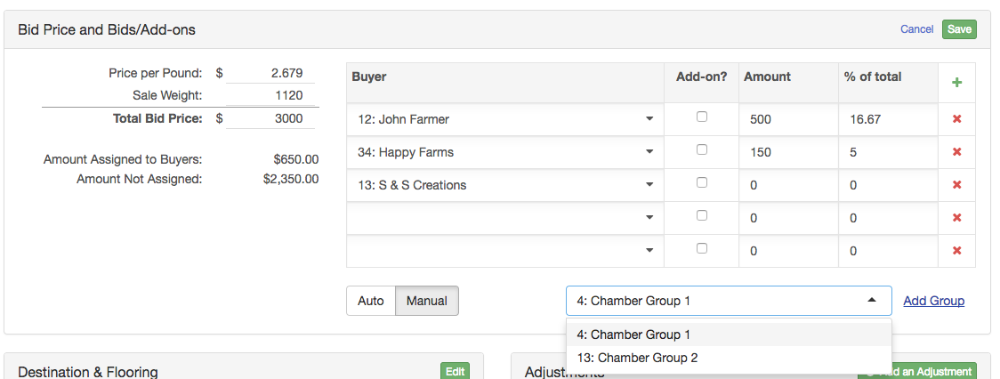 Bid Price and Bids/Add-ons Cancel Save
Price per Pound: $ 2.679
Sale Weight: 1120
Total Bid Price: $ 3000
Amount Assigned to Buyers: $650.00
Amount Not Assigned: $2,350.00
Buyer Add-on? Amount % of total +
12: John Farmer 500 16.67
34: Happy Farms 150 5
13: S & S Creations 0 0
0 0
0 0
Auto Manual 4: Chamber Group 1 Add Group
4: Chamber Group 1
13: Chamber Group 2
Destination & Flooring Edit
Adjustments an Adjustment